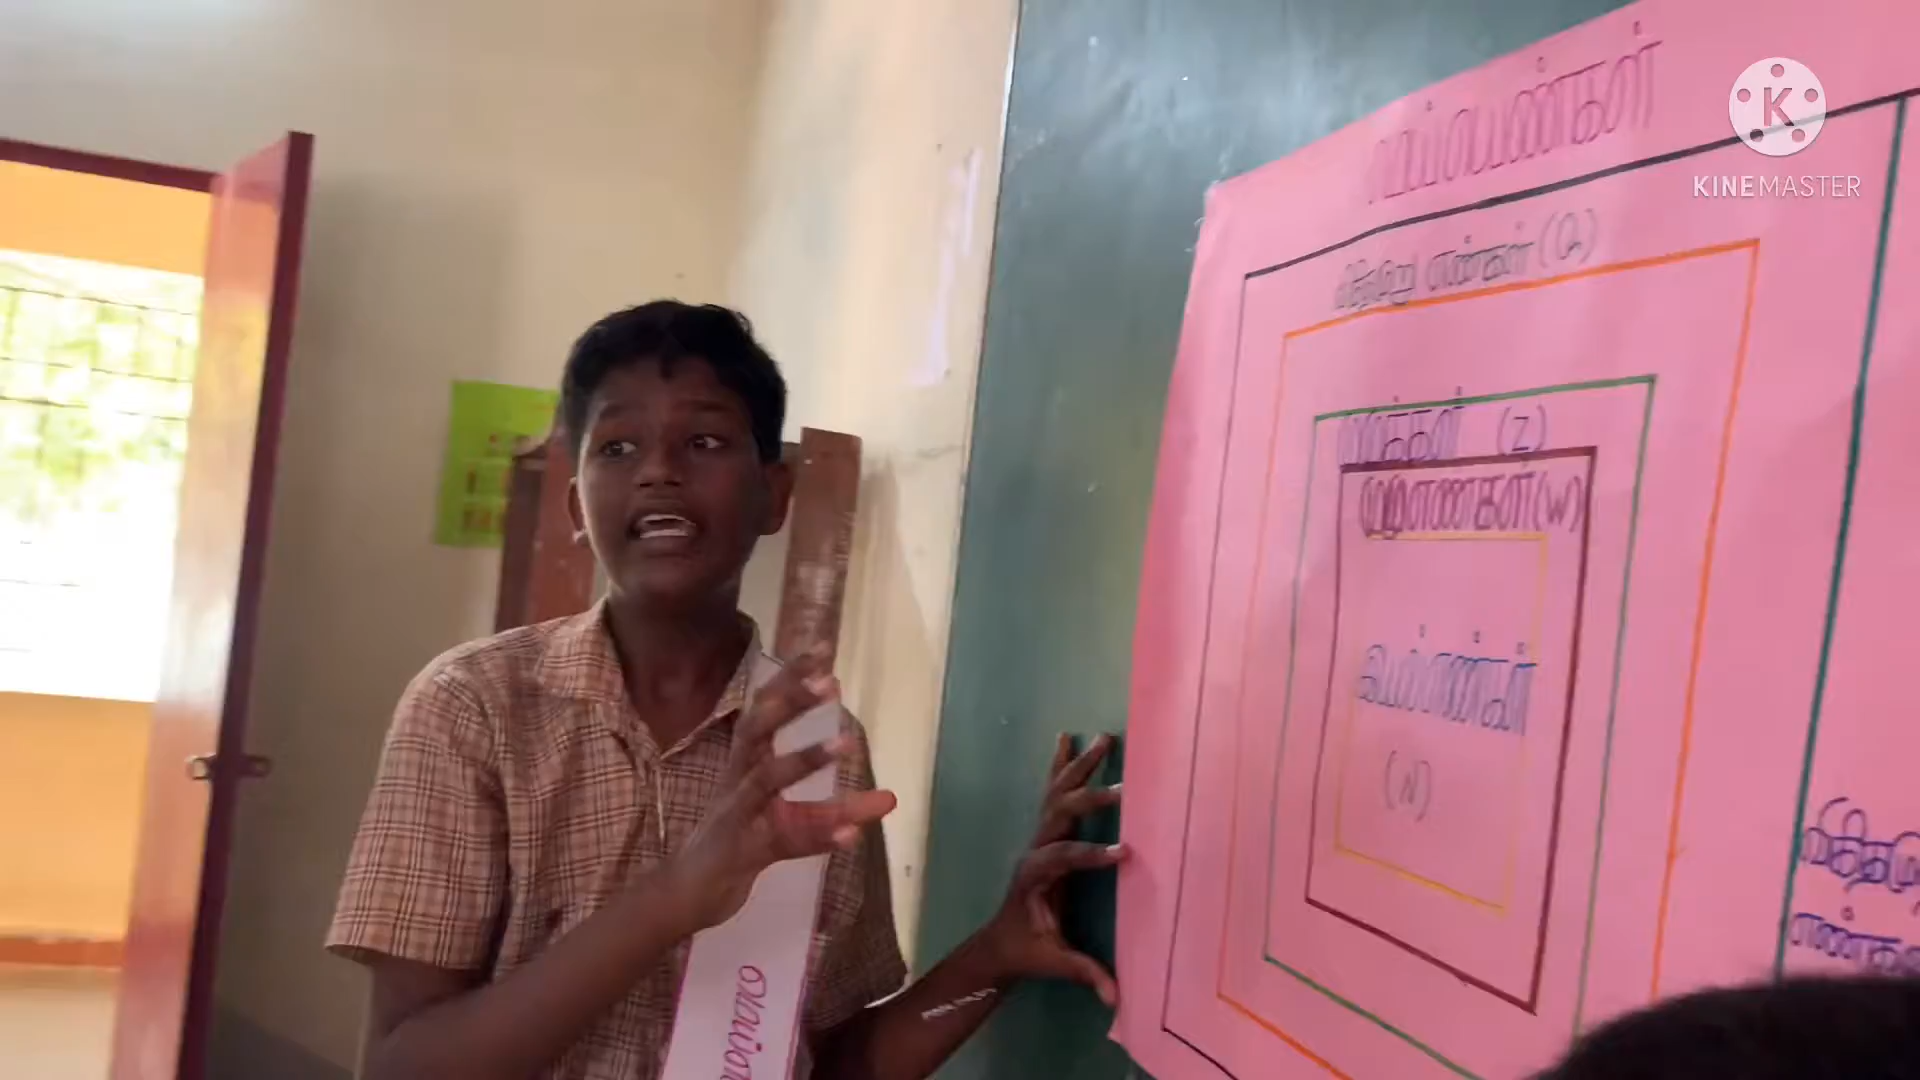 மெய்யெண்கள்
விகிதமுறு எண்கள் (Q)
முழுக்கள் (Z)
முழு எண்கள் (W)
இயல் எண்கள்
(N)
KINEMASTER